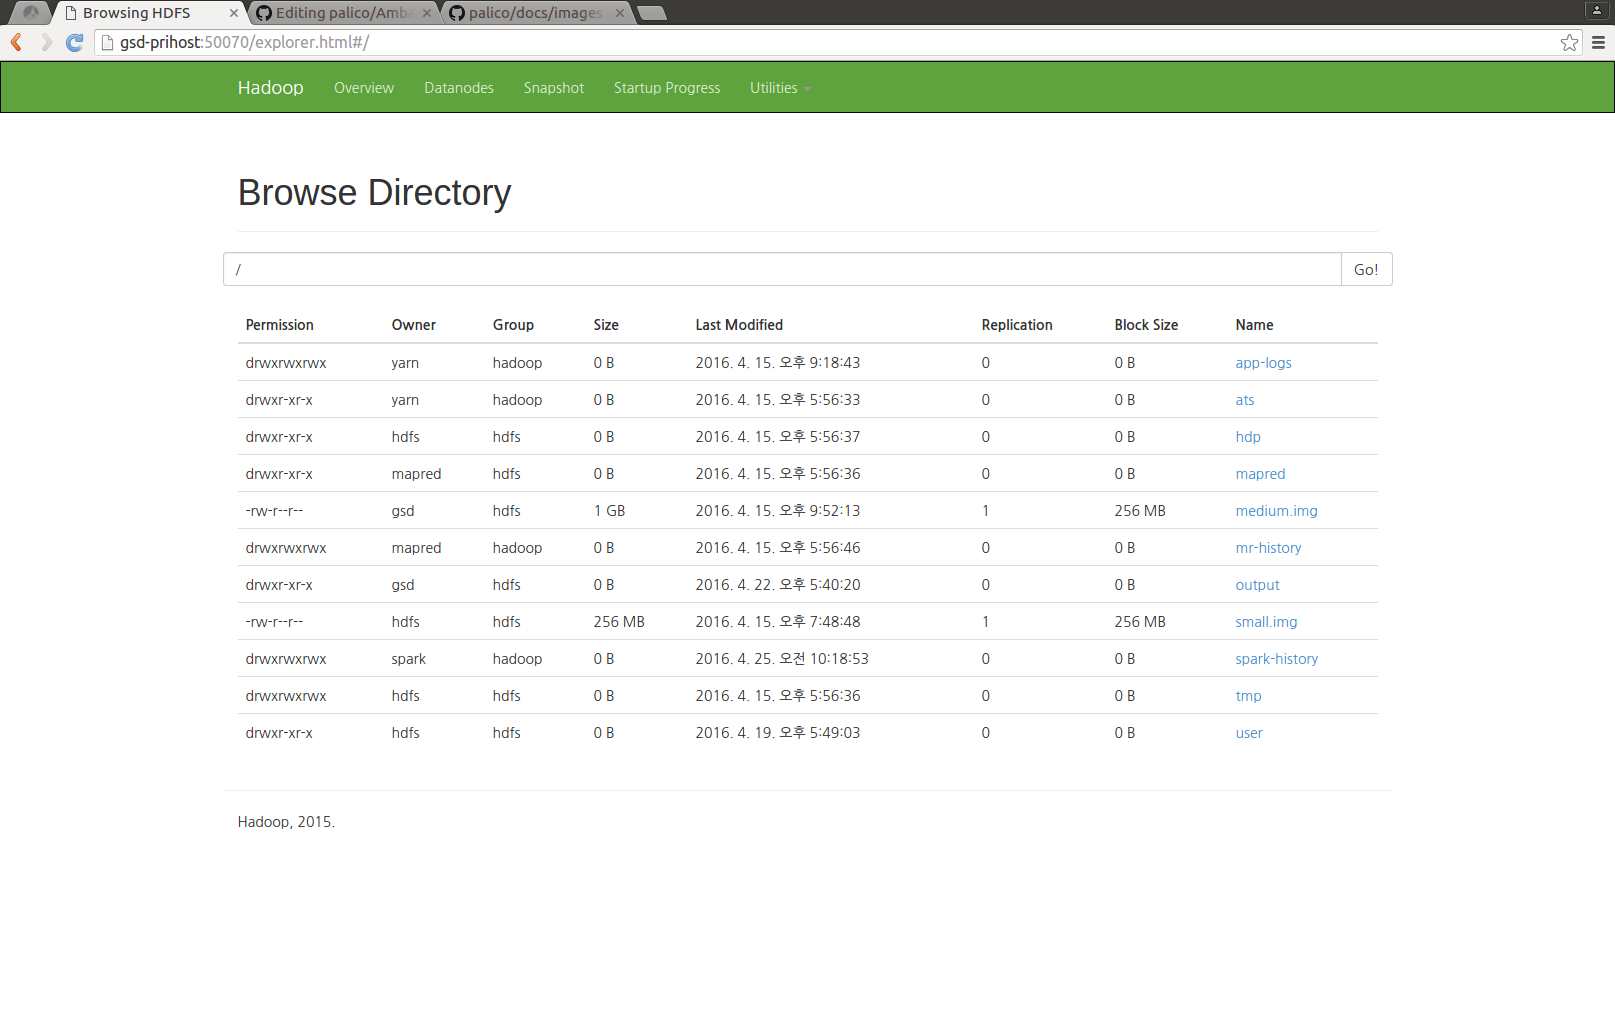 Browsing HDFS × Editing palico/Amba × palico/docs/images ×
gsd-prihost:50070/explorer.html#/
Hadoop Overview Datanodes Snapshot Startup Progress Utilities
Browse Directory
/ Go!
Permission Owner Group Size Last Modified Replication Block Size Name
drwxrwxrwx yarn hadoop 0 B 2016. 4. 15. 오후 9:18:43 0 0 B app-logs
drwxr-xr-x yarn hadoop 0 B 2016. 4. 15. 오후 5:56:33 0 0 B ats
drwxr-xr-x hdfs hdfs 0 B 2016. 4. 15. 오후 5:56:37 0 0 B hdp
drwxr-xr-x mapred hdfs 0 B 2016. 4. 15. 오후 5:56:36 0 0 B mapred
-rw-r--r-- gsd hdfs 1 GB 2016. 4. 15. 오후 9:52:13 1 256 MB medium.img
drwxrwxrwx mapred hadoop 0 B 2016. 4. 15. 오후 5:56:46 0 0 B mr-history
drwxr-xr-x gsd hdfs 0 B 2016. 4. 22. 오후 5:40:20 0 0 B output
-rw-r--r-- hdfs hdfs 256 MB 2016. 4. 15. 오후 7:48:48 1 256 MB small.img
drwxrwxrwx spark hadoop 0 B 2016. 4. 25. 오전 10:18:53 0 0 B spark-history
drwxrwxrwx hdfs hdfs 0 B 2016. 4. 15. 오후 5:56:36 0 0 B tmp
drwxr-xr-x hdfs hdfs 0 B 2016. 4. 19. 오후 5:49:03 0 0 B user
Hadoop, 2015.